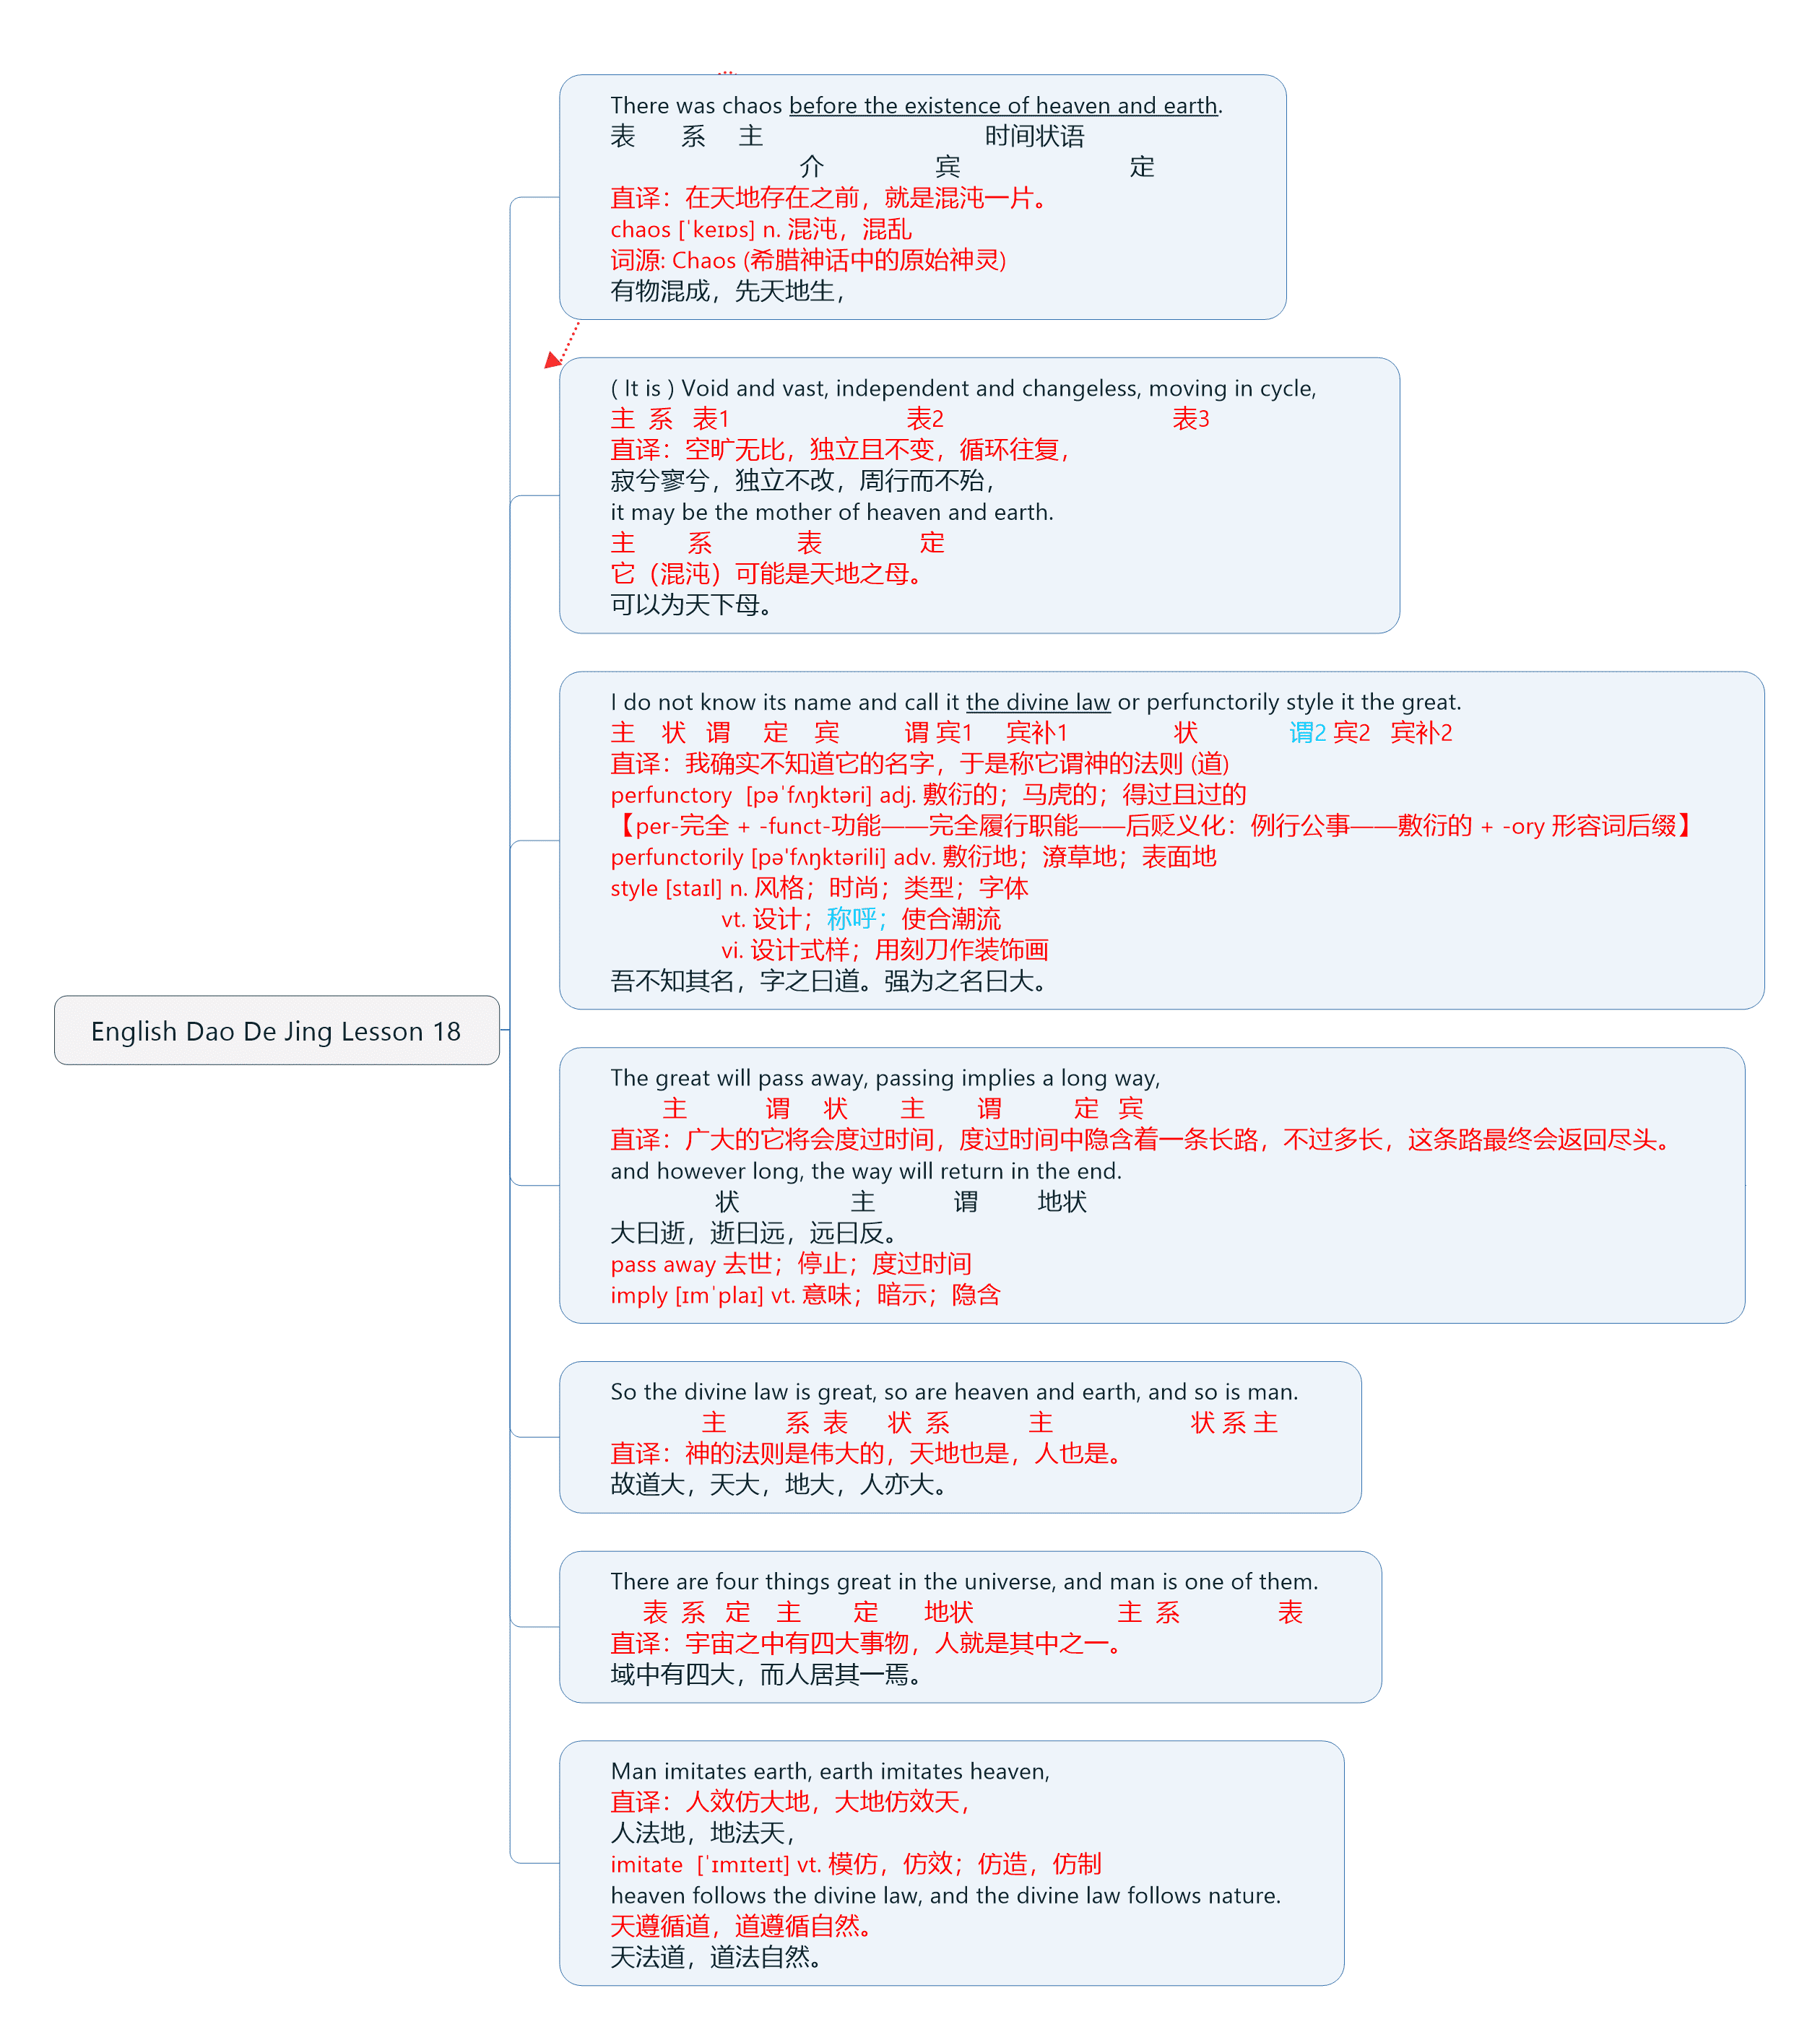 There was chaos before the existence of heaven and earth.
表 系 主 时间状语
介 宾 定
直译：在天地存在之前，就是混沌一片。
chaos [ˈkeɪɒs] n. 混沌，混乱
词源: Chaos (希腊神话中的原始神灵)
有物混成，先天地生，
( It is ) Void and vast, independent and changeless, moving in cycle,
主 系 表1 表2 表3
直译：空旷无比，独立且不变，循环往复，
寂兮寥兮，独立不改，周行而不殆，
it may be the mother of heaven and earth.
主 系 表 定
它（混沌）可能是天地之母。
可以为天下母。
I do not know its name and call it the divine law or perfunctorily style it the great.
主 状 谓 定 宾 谓 宾1 宾补1 状 谓2 宾2 宾补2
直译：我确实不知道它的名字，于是称它谓神的法则 (道)
perfunctory [pəˈfʌŋktəri] adj. 敷衍的；马虎的；得过且过的
【per-完全 + -funct-功能——完全履行职能——后贬义化：例行公事——敷衍的 + -ory 形容词后缀】
perfunctorily [pə'fʌŋktərili] adv. 敷衍地；潦草地；表面地
style [staɪl] n. 风格；时尚；类型；字体
vt. 设计；称呼；使合潮流
vi. 设计式样；用刻刀作装饰画
吾不知其名，字之曰道。强为之名曰大。
English Dao De Jing Lesson 18
The great will pass away, passing implies a long way,
主 谓 状 主 谓 定 宾
直译：广大的它将会度过时间，度过时间中隐含着一条长路，不过多长，这条路最终会返回尽头。
and however long, the way will return in the end.
状 主 谓 地状
大曰逝，逝曰远，远曰反。
pass away 去世；停止；度过时间
imply [ɪmˈplaɪ] vt. 意味；暗示；隐含
So the divine law is great, so are heaven and earth, and so is man.
主 系 表 状 系 主 状 系 主
直译：神的法则是伟大的，天地也是，人也是。
故道大，天大，地大，人亦大。
There are four things great in the universe, and man is one of them.
表 系 定 主 定 地状 主 系 表
直译：宇宙之中有四大事物，人就是其中之一。
域中有四大，而人居其一焉。
Man imitates earth, earth imitates heaven,
直译：人效仿大地，大地仿效天，
人法地，地法天，
imitate [ˈɪmɪteɪt] vt. 模仿，仿效；仿造，仿制
heaven follows the divine law, and the divine law follows nature.
天遵循道，道遵循自然。
天法道，道法自然。